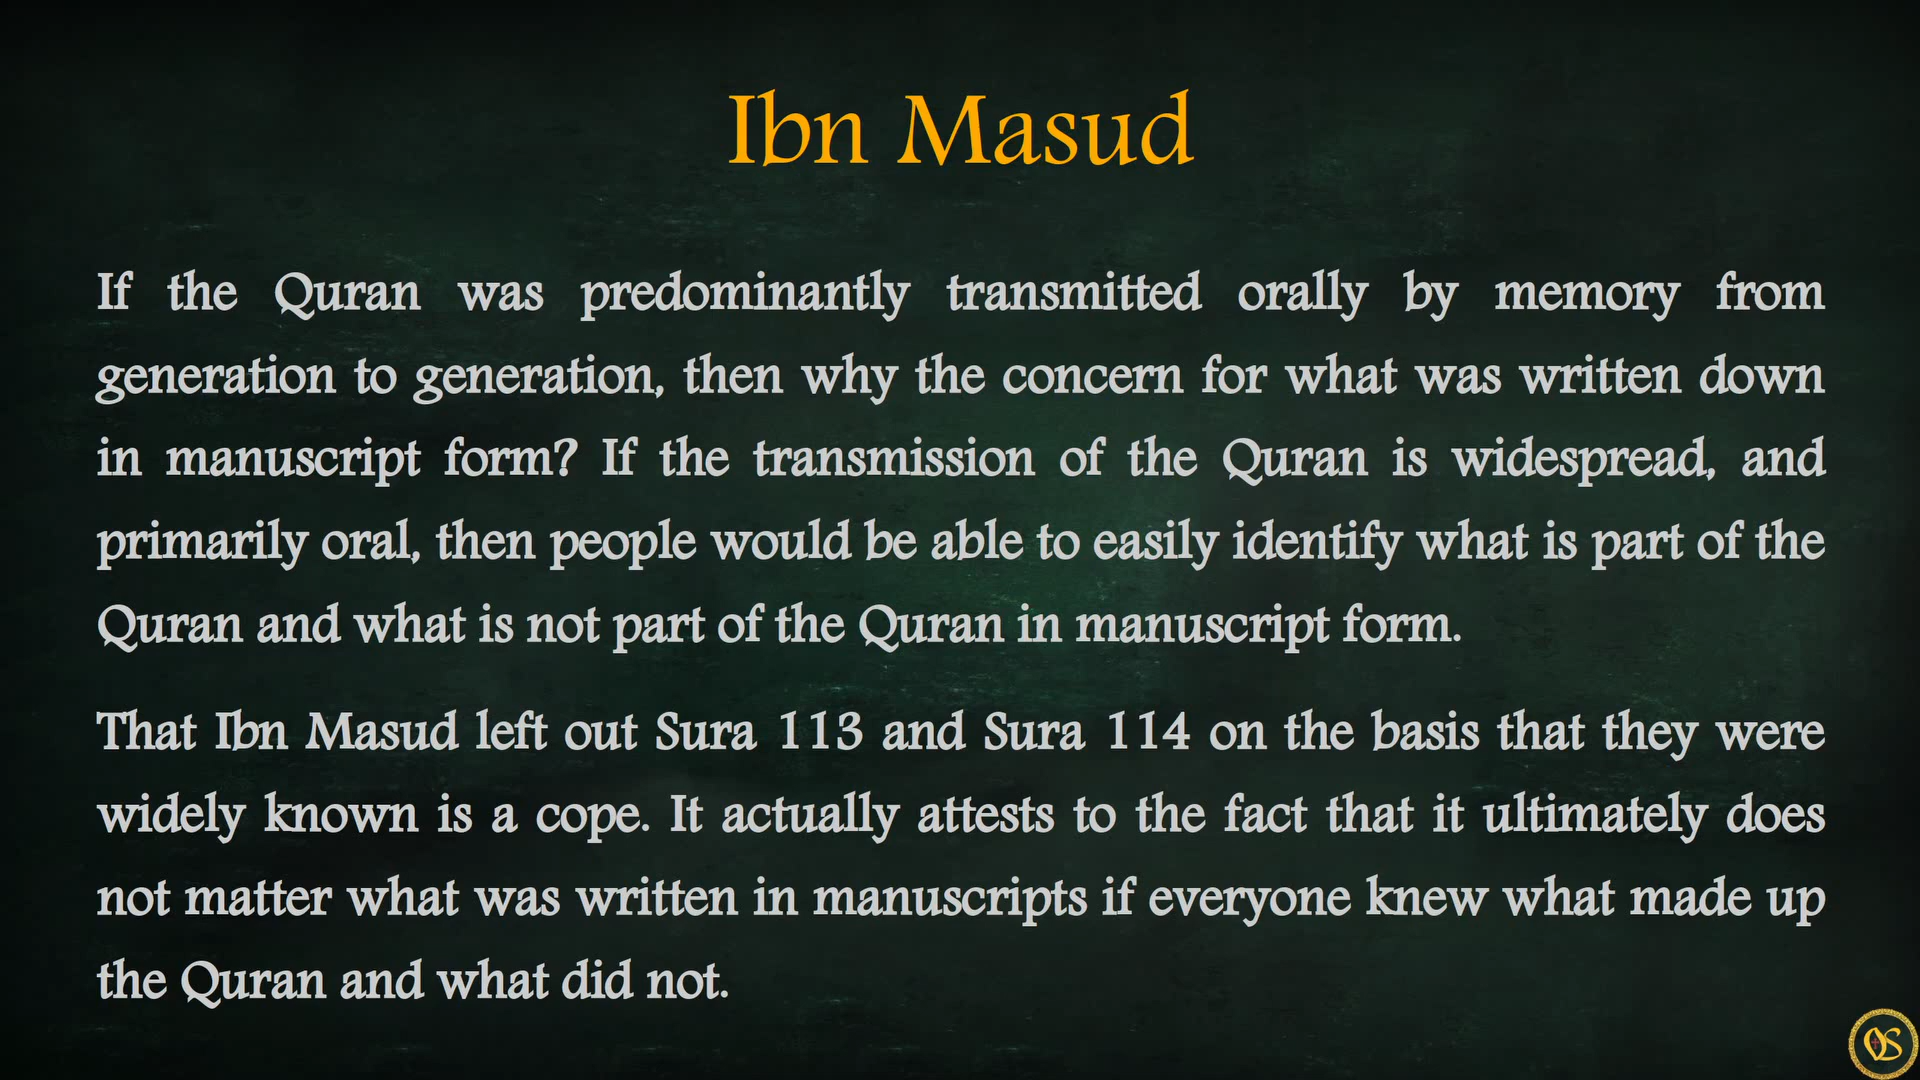 Ibn Masud
If the Quran was predominantly transmitted orally by memory from
generation to generation, then why the concern for what was written down
in manuscript form? If the transmission of the Quran is widespread, and
primarily oral, then people would be able to easily identify what is part of the
Quran and what is not part of the Quran in manuscript form.
That Ibn Masud left out Sura 113 and Sura 114 on the basis that they were
widely known is a cope. It actually attests to the fact that it ultimately does
not matter what was written in manuscripts if everyone knew what made up
the Quran and what did not.